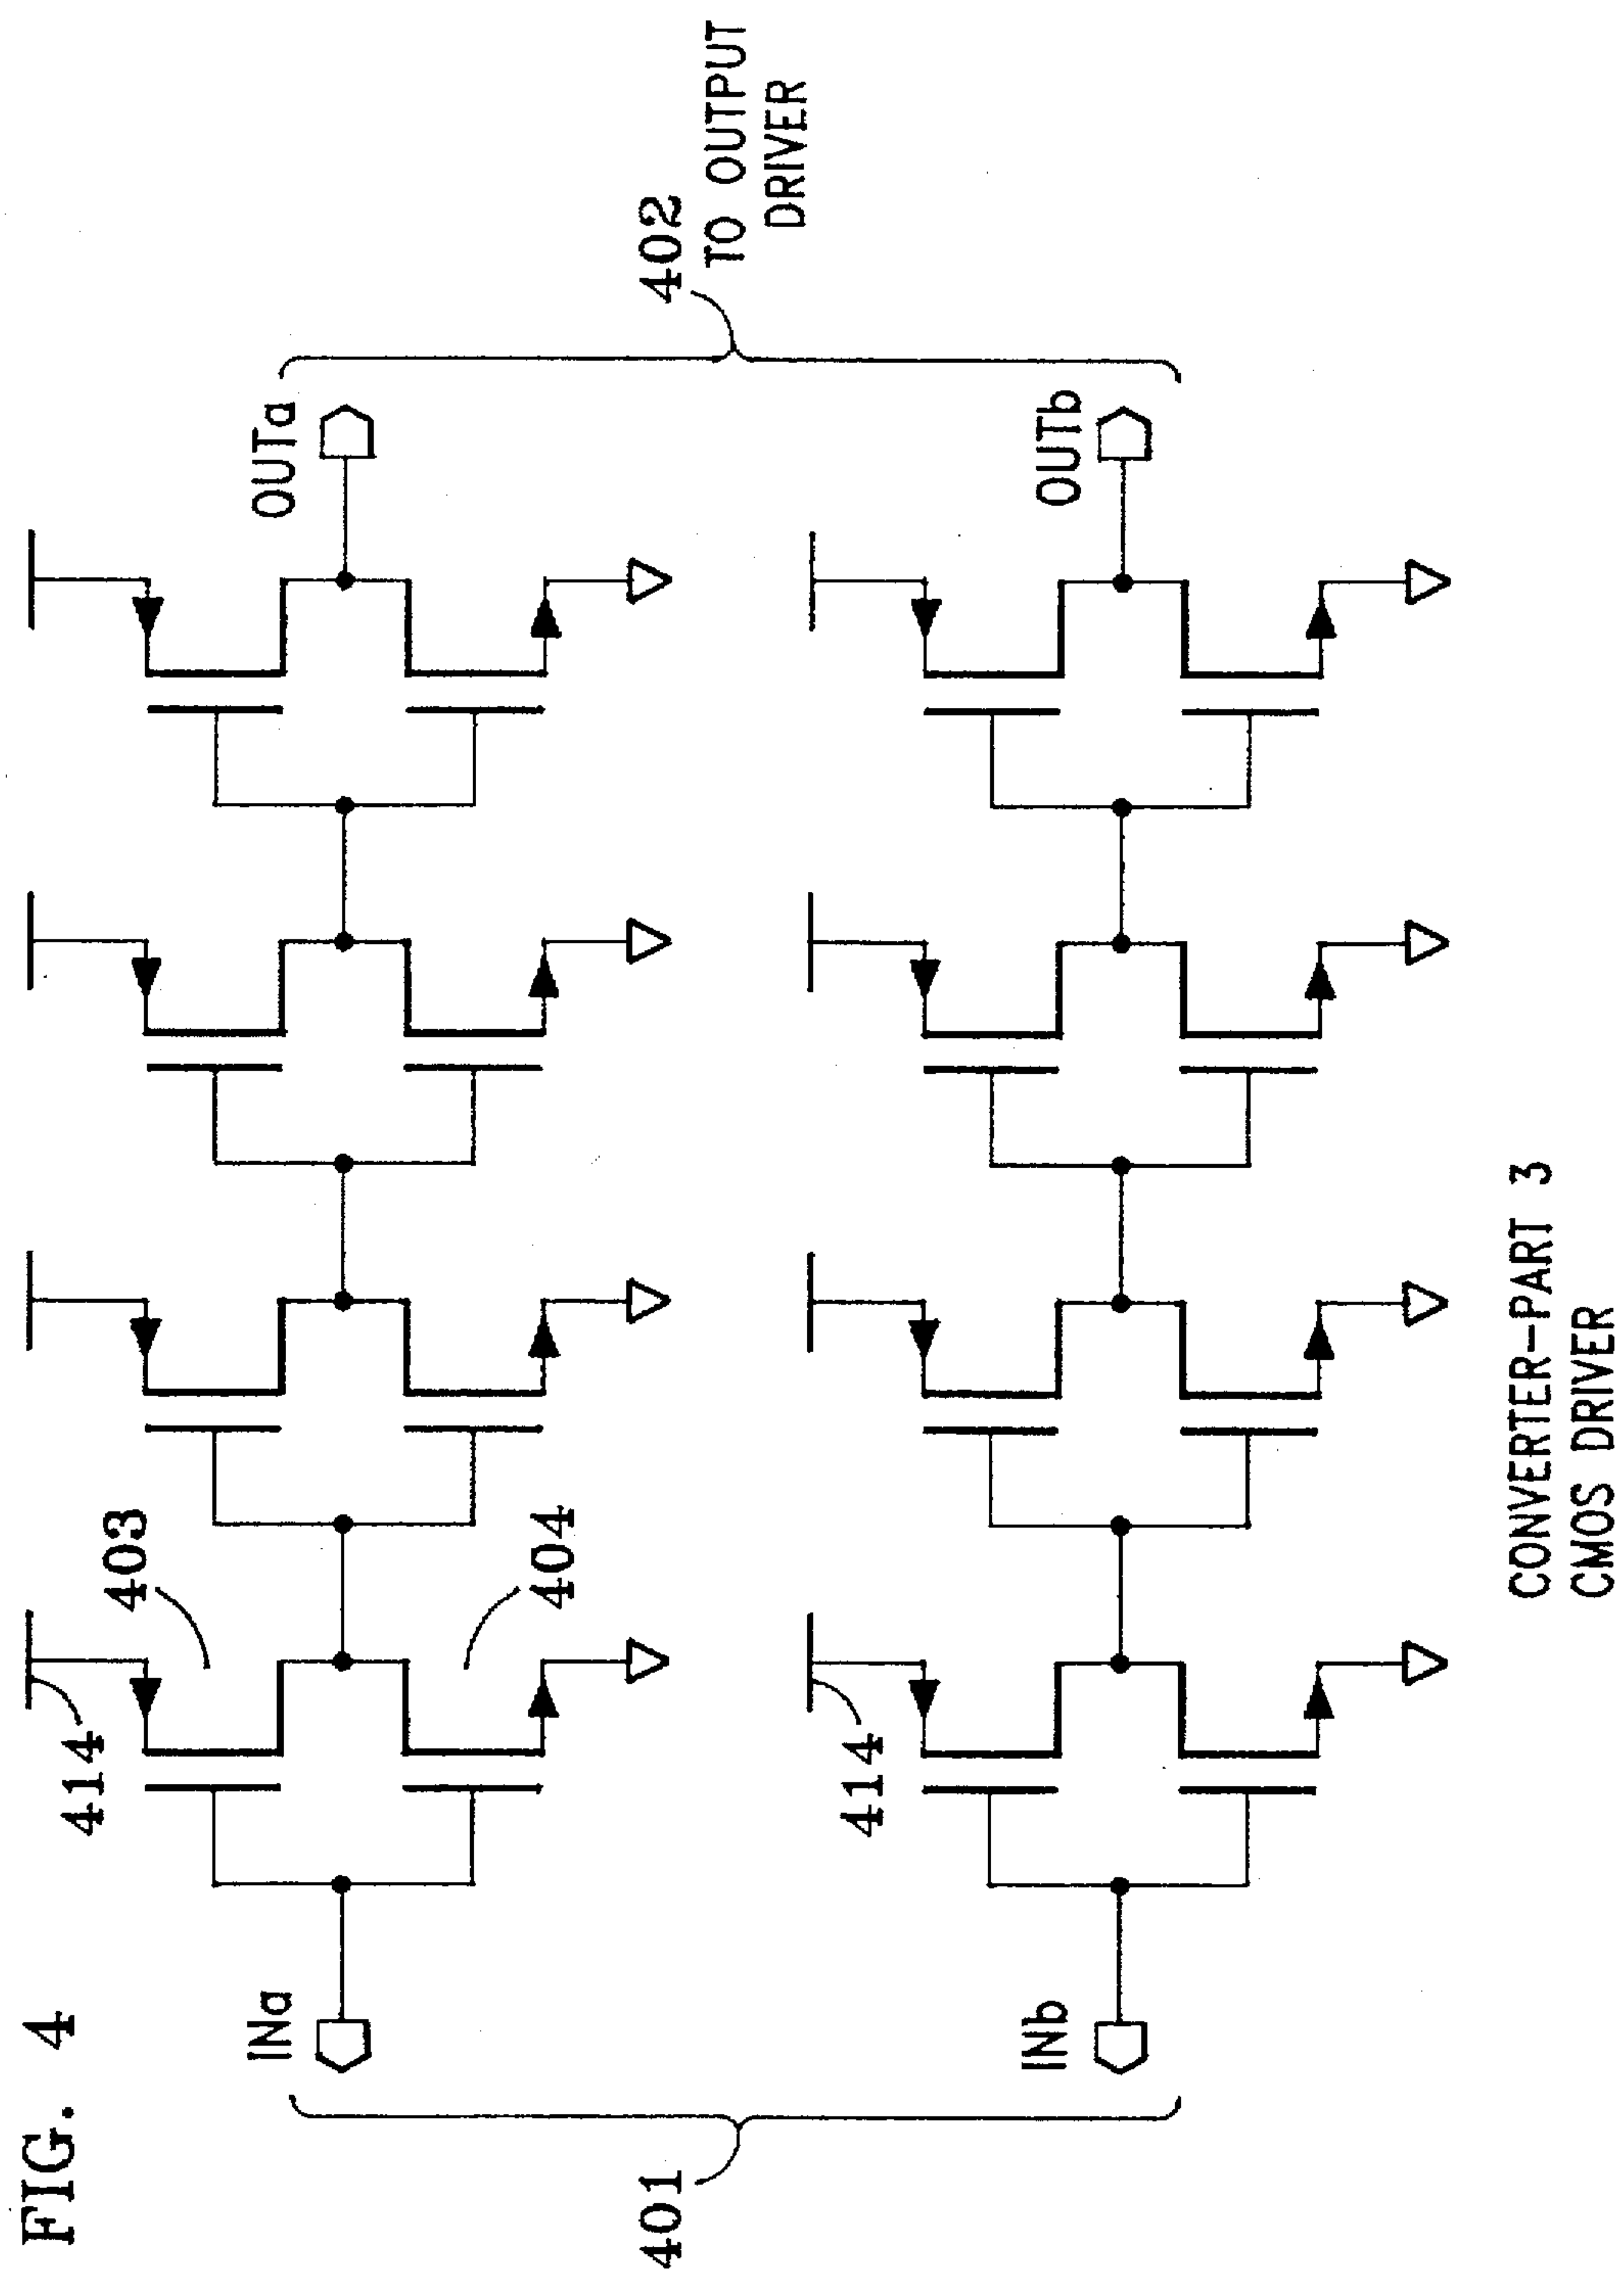 FIG. 4
414
403
404
INa
OUTa
401
402
TO OUTPUT
DRIVER
414
INb
OUTb
CONVERTER-PART 3
CMOS DRIVER